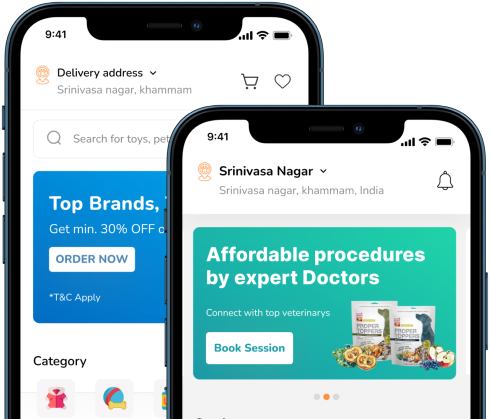 9:41
Delivery address
Srinivasa nagar, khammam
Search for toys, pet
Top Brands,
Get min. 30% OFF o
ORDER NOW
*T&C Apply
Category
9:41
Srinivasa Nagar
Srinivasa nagar, khammam, India
Affordable procedures
by expert Doctors
Connect with top veterinarys
Book Session
PROPER
TOPPERS
PROPER
TOPPERS